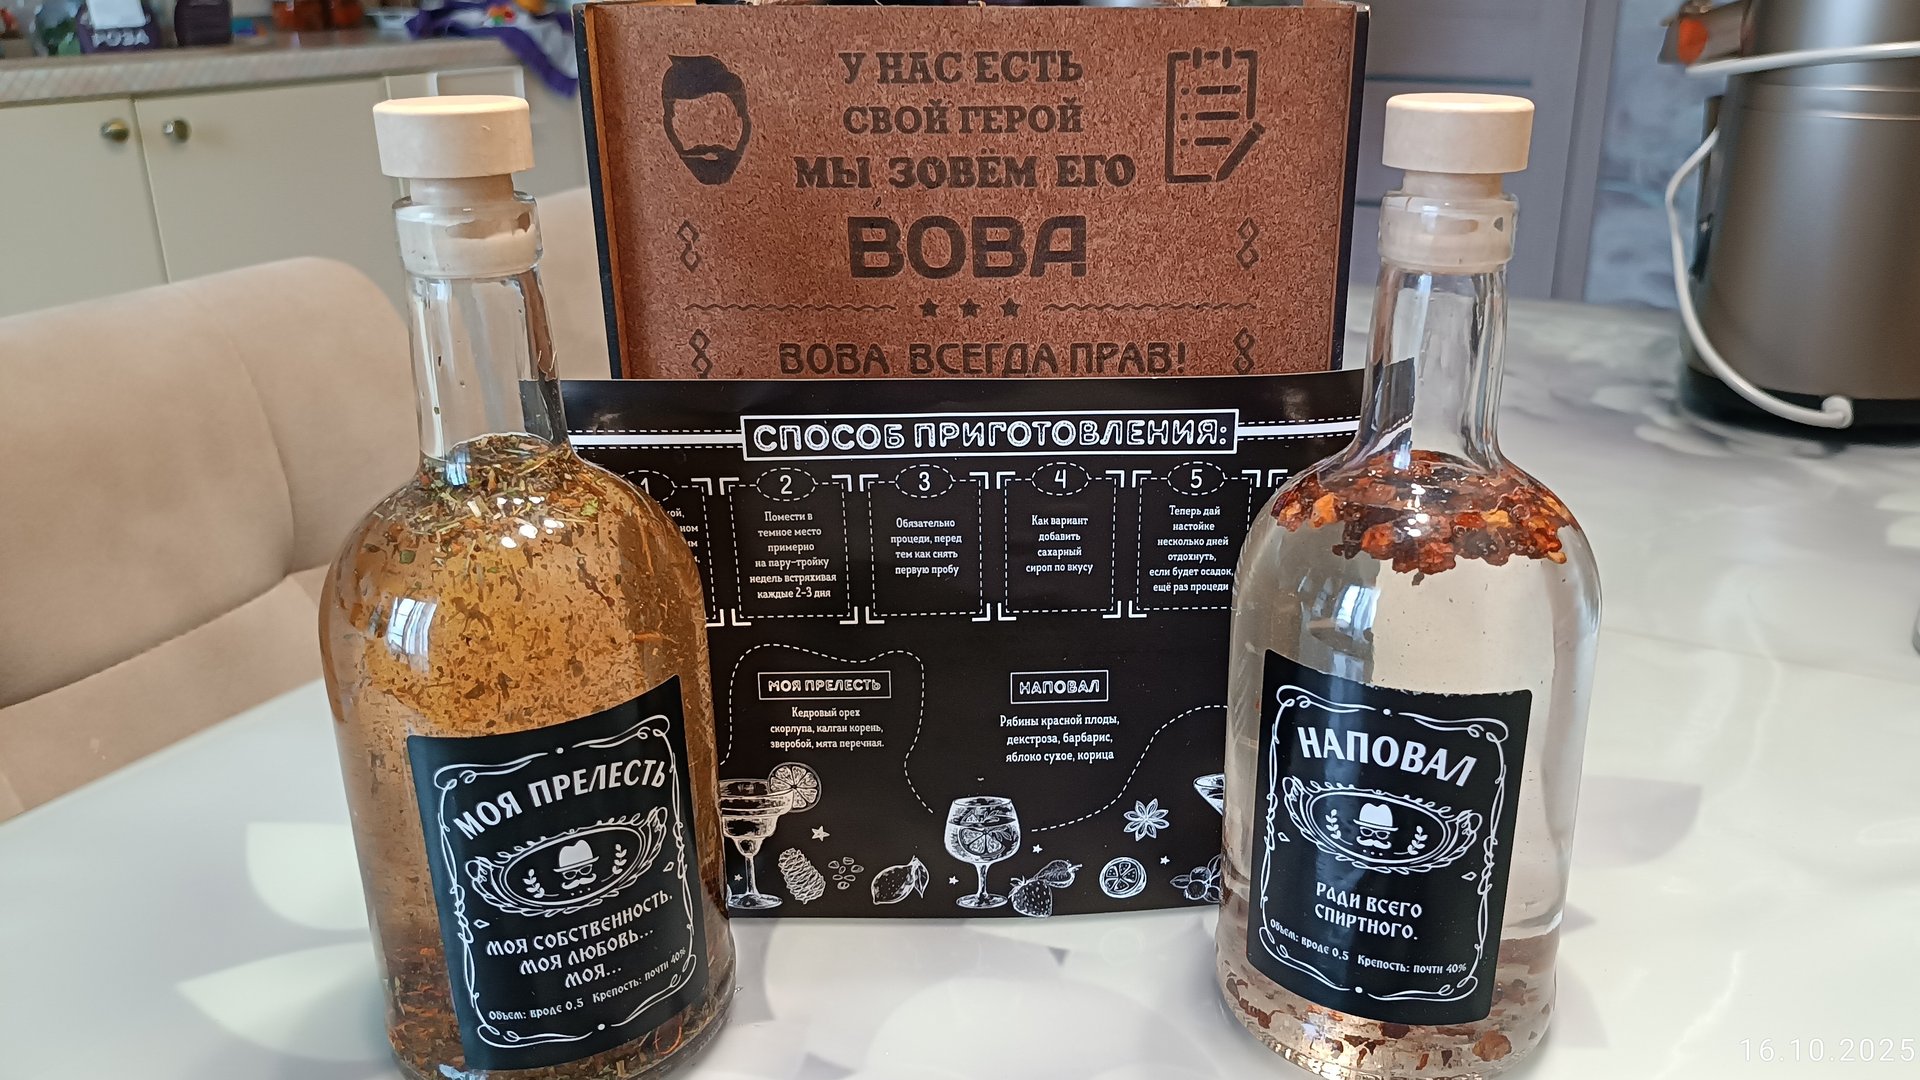 РОЗА
У НАС ЕСТЬ
СВОЙ ГЕРОЙ
МЫ ЗОВЁМ ЕГО
ВОВА
ВОВА ВСЕГДА ПРАВ!
СПОСОБ ПРИГОТОВЛЕНИЯ:
1
2
Помести в
темное место
примерно
на пару-тройку
недель встряхивая
каждые 2-3 дня
3
Обязательно
процеди, перед
тем как снять
первую пробу
4
Как вариант
добавить
сахарный
сироп по вкусу
5
Теперь дай
настойке
несколько дней
отдохнуть,
если будет осадок,
ещё раз процеди
МОЯ ПРЕЛЕСТЬ
Кедровый орех
скорлупа, калган корень,
зверобой, мята перечная.
НАПОВАЛ
Рябины красной плоды,
декстроза, барбарис,
яблоко сухое, корица
МОЯ ПРЕЛЕСТЬ
МОЯ СОБСТВЕННОСТЬ.
МОЯ ЛЮБОВЬ...
МОЯ...
Объем: вроде 0,5 Крепость: почти 40%
НАПОВАЛ
РАДИ ВСЕГО
СПИРТНОГО.
Объем: вроде 0,5 Крепость: почти 40%
16.10.2025